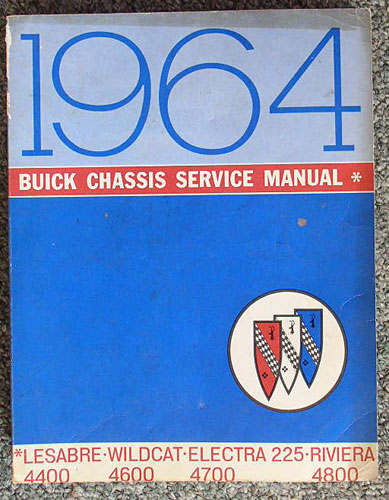 1964
BUICK CHASSIS SERVICE MANUAL *
*LESABRE·WILDCAT·ELECTRA 225·RIVIERA
4400 4600 4700 4800